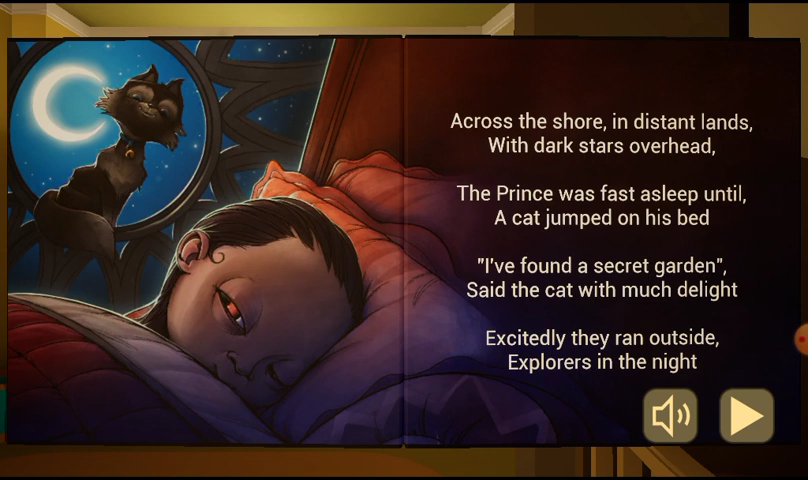 Across the shore, in distant lands,
With dark stars overhead,
The Prince was fast asleep until,
A cat jumped on his bed
"I've found a secret garden",
Said the cat with much delight
Excitedly they ran outside,
Explorers in the night